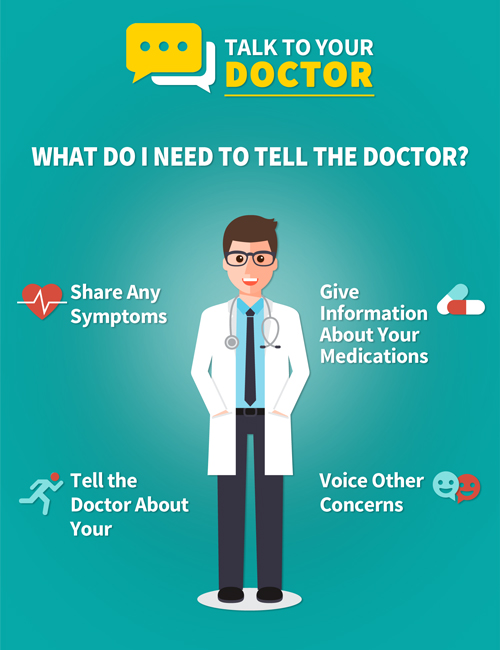 TALK TO YOUR
DOCTOR
WHAT DO I NEED TO TELL THE DOCTOR?
Share Any
Symptoms
Give
Information
About Your
Medications
Tell the
Doctor About
Your
Voice Other
Concerns